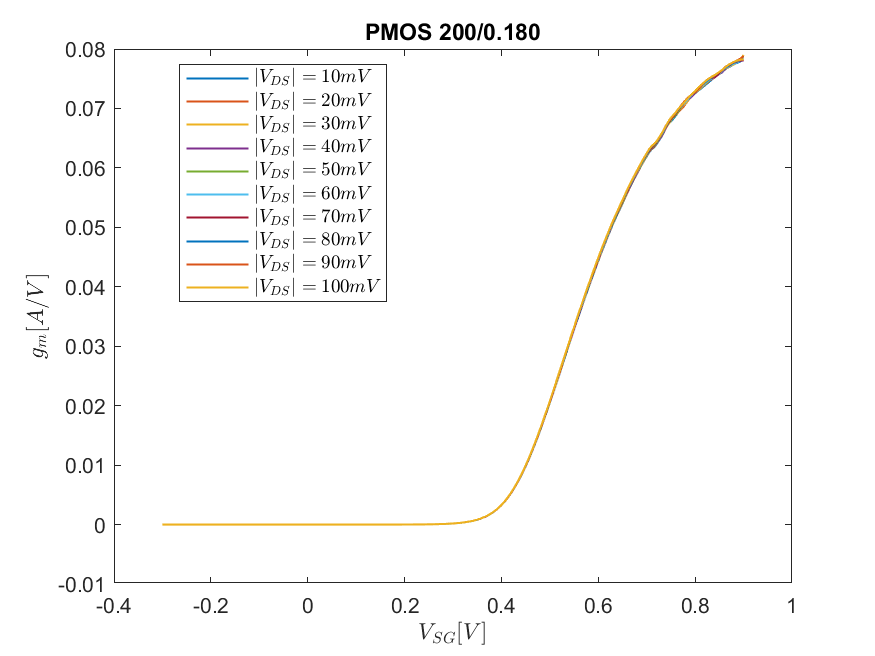 PMOS 200/0.180
0.08
0.07
0.06
0.05
0.04
0.03
0.02
0.01
0
-0.01
g_m[A/V]
|V_DS| = 10mV
|V_DS| = 20mV
|V_DS| = 30mV
|V_DS| = 40mV
|V_DS| = 50mV
|V_DS| = 60mV
|V_DS| = 70mV
|V_DS| = 80mV
|V_DS| = 90mV
|V_DS| = 100mV
-0.4 -0.2 0 0.2 0.4 0.6 0.8 1
V_SG[V]